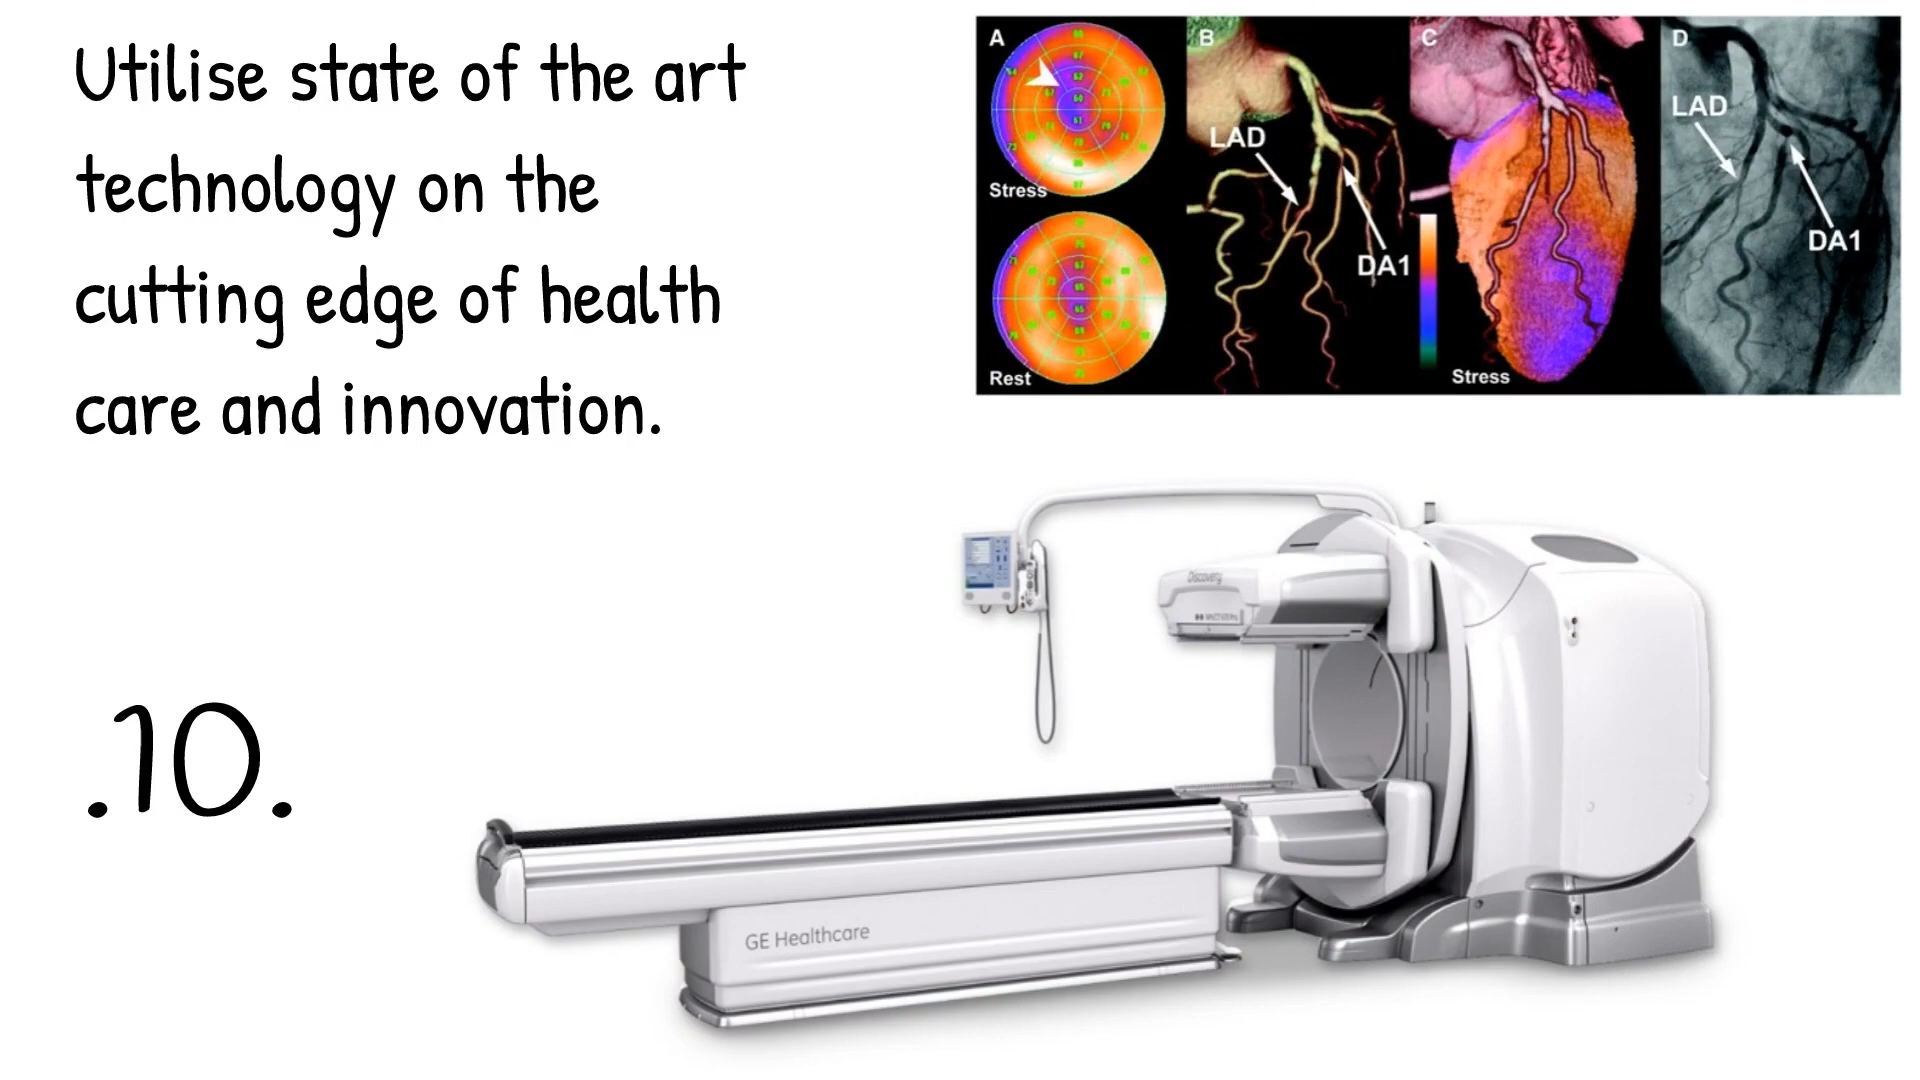 Utilise state of the art
technology on the
cutting edge of health
care and innovation.
.10.
A
Stress
Rest
B
LAD
DA1
C
Stress
D
LAD
DA1
Discovery
GE Healthcare